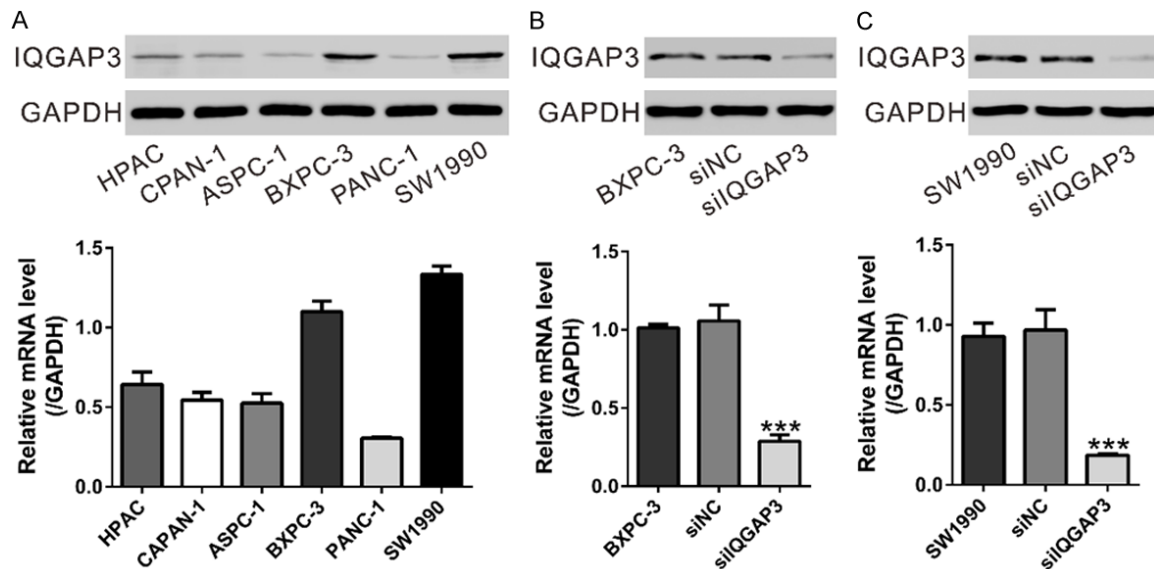 A
IQGAP3
GAPDH
HPAC
CPAN-1
ASPC-1
BXPC-3
PANC-1
SW1990
Relative mRNA level
(/GAPDH)
1.5
1.0
0.5
0.0
HPAC
CAPAN-1
ASPC-1
BXPC-3
PANC-1
SW1990
B
IQGAP3
GAPDH
BXPC-3
siNC
siIQGAP3
Relative mRNA level
(/GAPDH)
1.5
1.0
0.5
0.0
***
BXPC-3
siNC
siIQGAP3
C
IQGAP3
GAPDH
SW1990
siNC
siIQGAP3
Relative mRNA level
(/GAPDH)
1.5
1.0
0.5
0.0
***
SW1990
siNC
siIQGAP3